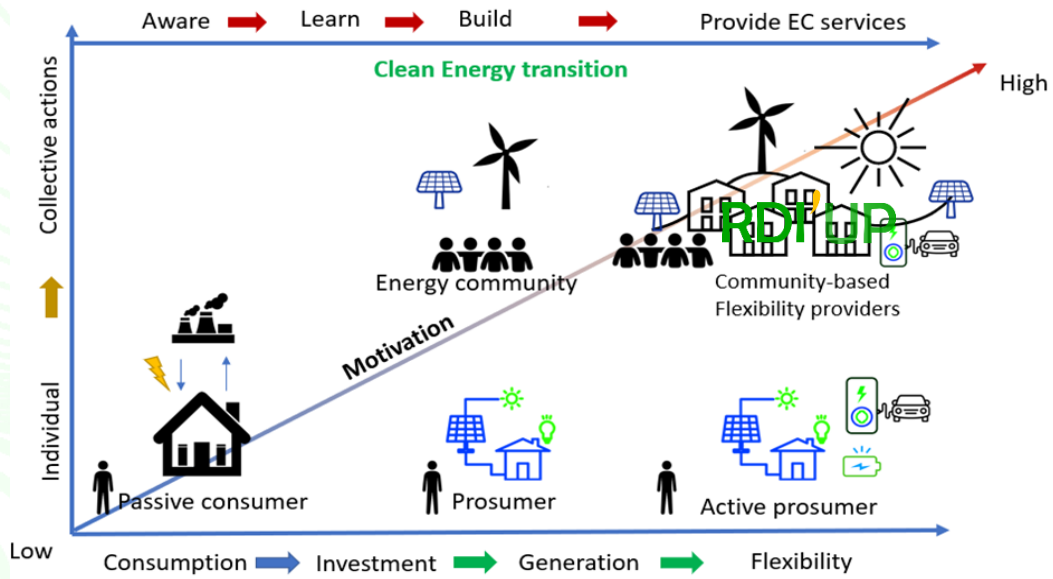 Aware
Learn
Build
Provide EC services
Clean Energy transition
High
Collective actions
RDI'UP
Energy community
Community-based
Flexibility providers
Motivation
Individual
Passive consumer
Prosumer
Active prosumer
Low
Consumption
Investment
Generation
Flexibility